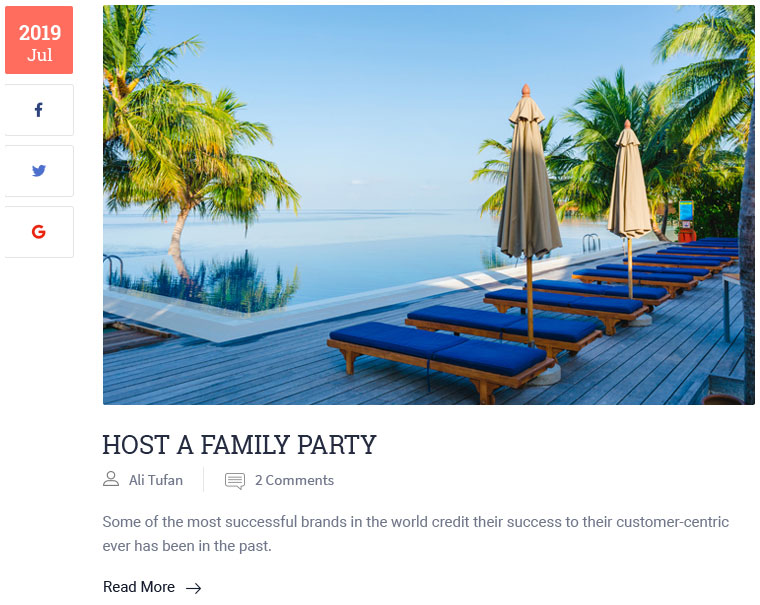 2019
Jul
HOST A FAMILY PARTY
Ali Tufan
2 Comments
Some of the most successful brands in the world credit their success to their customer-centric
ever has been in the past.
Read More